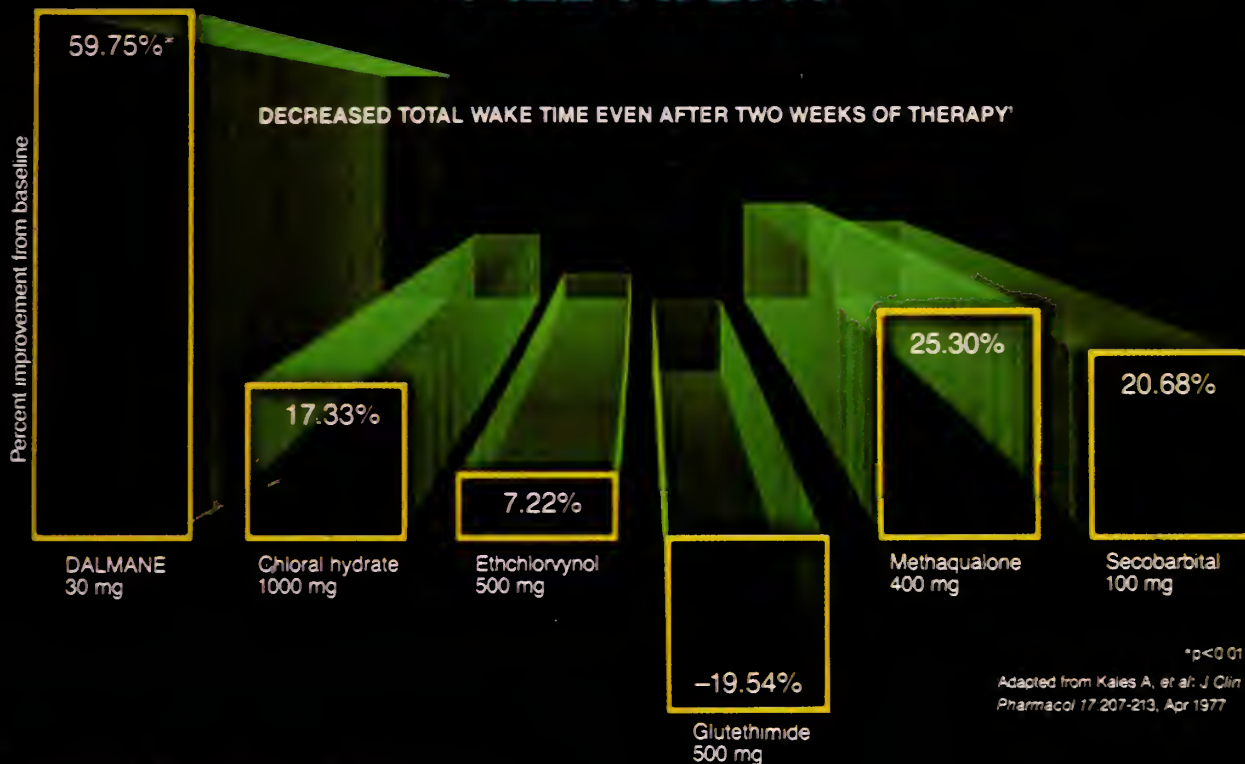 59.75%*
DECREASED TOTAL WAKE TIME EVEN AFTER TWO WEEKS OF THERAPY¹
Percent improvement from baseline
17.33%
7.22%
25.30%
20.68%
DALMANE
30 mg
Chloral hydrate
1000 mg
Ethchlorvynol
500 mg
Methaqualone
400 mg
Secobarbital
100 mg
–19.54%
Glutethimide
500 mg
*p<0.01
Adapted from Kales A, et al: J Clin
Pharmacol 17:207-213, Apr 1977